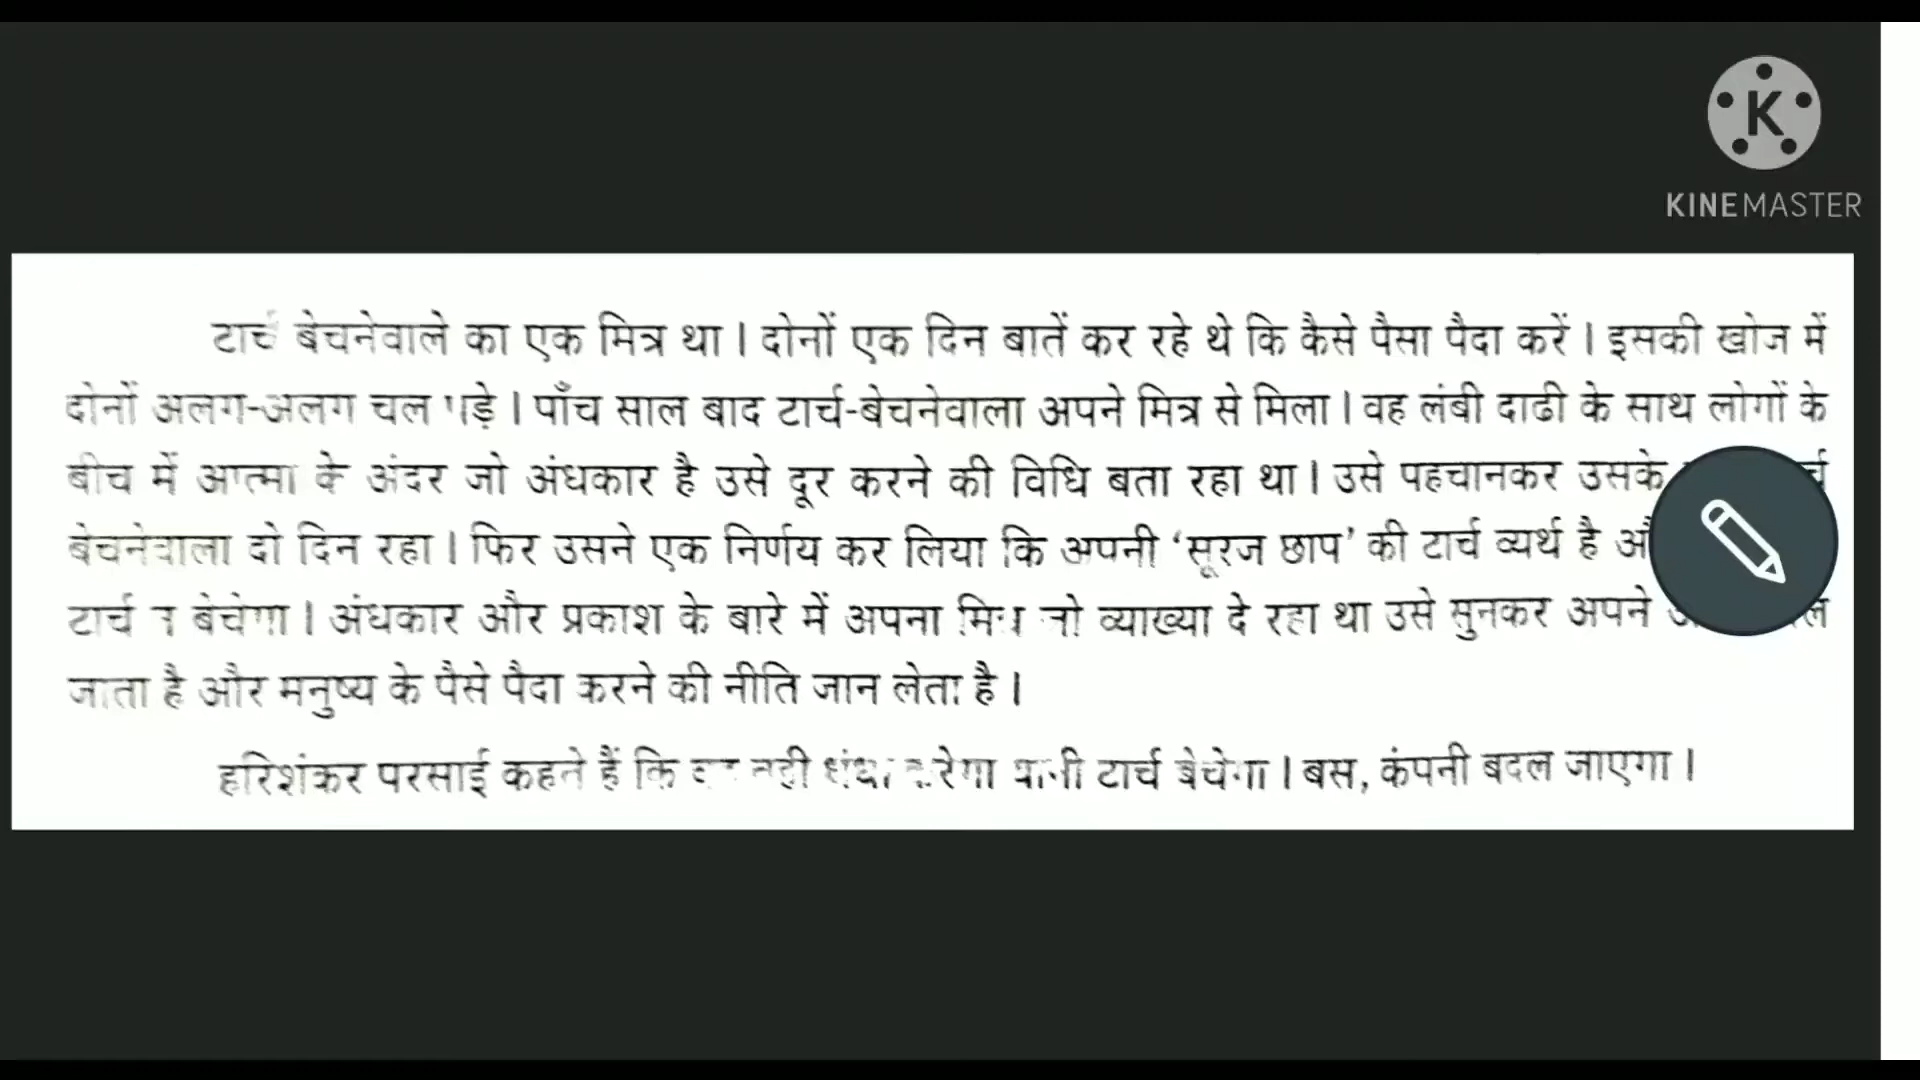 K
KINEMASTER
टार्च बेचनेवाले का एक मित्र था । दोनों एक दिन बातें कर रहे थे कि कैसे पैसा पैदा करें । इसकी खोज में
दोनों अलग-अलग चल पड़े । पाँच साल बाद टार्च-बेचनेवाला अपने मित्र से मिला । वह लंबी दाढी के साथ लोगों के
बीच में आत्मा के अंदर जो अंधकार है उसे दूर करने की विधि बता रहा था । उसे पहचानकर उसके
बेचनेवाला दो दिन रहा । फिर उसने एक निर्णय कर लिया कि अपनी ‘सूरज छाप’ की टार्च व्यर्थ है
टार्च न बेचेगा । अंधकार और प्रकाश के बारे में अपना मित्र जो व्याख्या दे रहा था उसे सुनकर अपने
जाता है और मनुष्य के पैसे पैदा करने की नीति जान लेता है ।
हरिशंकर परसाई कहते हैं कि वही धंधा करेगा यानी टार्च बेचेगा । बस, कंपनी बदल जाएगा ।